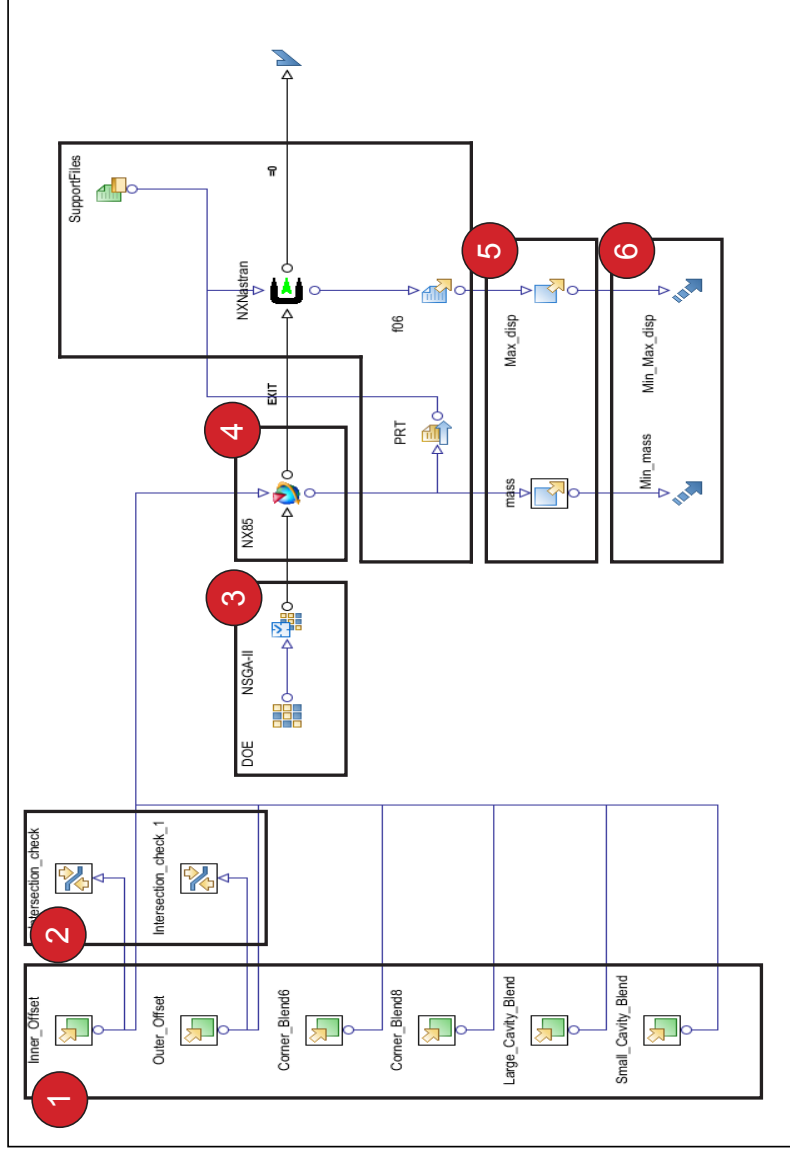 1
Inner_Offset
Outer_Offset
Corner_Blend6
Corner_Blend8
Large_Cavity_Blend
Small_Cavity_Blend
2
Intersection_check
Intersection_check_1
3
DOE
NSGA-II
4
NX85
EXIT
SupportFiles
NXNastran
=0
PRT
f06
5
mass
Max_disp
6
Min_mass
Min_Max_disp